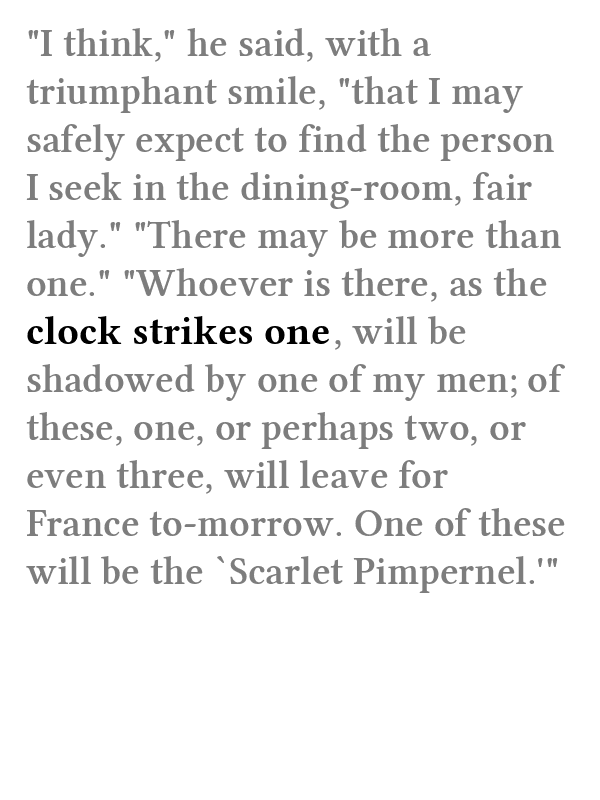 "I think," he said, with a
triumphant smile, "that I may
safely expect to find the person
I seek in the dining-room, fair
lady." "There may be more than
one." "Whoever is there, as the
clock strikes one, will be
shadowed by one of my men; of
these, one, or perhaps two, or
even three, will leave for
France to-morrow. One of these
will be the `Scarlet Pimpernel.'"